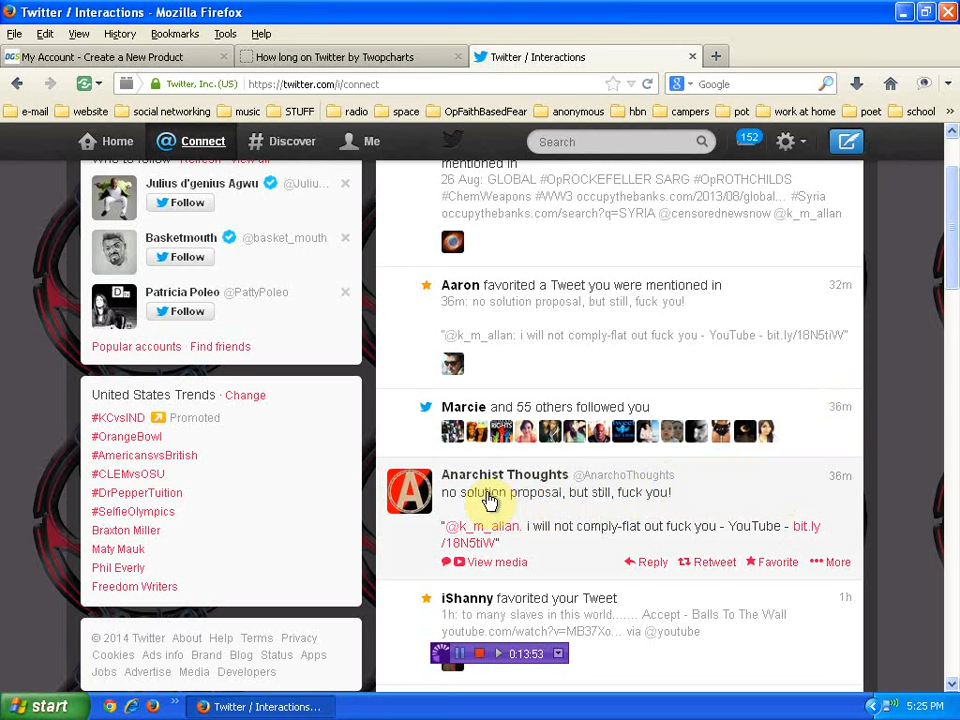 Twitter / Interactions - Mozilla Firefox
File Edit View History Bookmarks Tools Help
My Account - Create a New Product
How long on Twitter by Twopcharts
Twitter / Interactions
Twitter, Inc. (US)
https://twitter.com/i/connect
Google
e-mail website social networking music STUFF radio space OpFaithBasedFear anonymous hbn campers pot work at home poet school
Home Connect Discover Me
Search
152
Who to follow · Refresh · View all
Julius d'genius Agwu @Juliu...
Follow
Basketmouth @basket_mouth
Follow
Patricia Poleo @PattyPoleo
Follow
Popular accounts · Find friends
United States Trends · Change
#KCvsIND Promoted
#OrangeBowl
#AmericansvsBritish
#CLEMvsOSU
#DrPepperTuition
#SelfieOlympics
Braxton Miller
Maty Mauk
Phil Everly
Freedom Writers
© 2014 Twitter About Help Terms Privacy
Cookies Ads info Brand Blog Status Apps
Jobs Advertise Media Developers
mentioned in
26 Aug: GLOBAL #OpROCKEFELLER SARG #OpROTHCHILDS
#ChemWeapons #WW3 occupythebanks.com/2013/08/global... #Syria
occupythebanks.com/search?q=SYRIA @censorednewsnow @k_m_allan
Aaron favorited a Tweet you were mentioned in 32m
36m: no solution proposal, but still, fuck you!
"@k_m_allan: i will not comply-flat out fuck you - YouTube - bit.ly/18N5tiW"
Marcie and 55 others followed you 36m
Anarchist Thoughts @AnarchoThoughts 36m
no solution proposal, but still, fuck you!
"@k_m_allan. i will not comply-flat out fuck you - YouTube - bit.ly
/18N5tiW"
View media Reply Retweet Favorite More
iShanny favorited your Tweet 1h
1h: to many slaves in this world....... Accept - Balls To The Wall
youtube.com/watch?v=MB37Xo... via @youtube
0:13:53
start
Twitter / Interactions...
5:25 PM